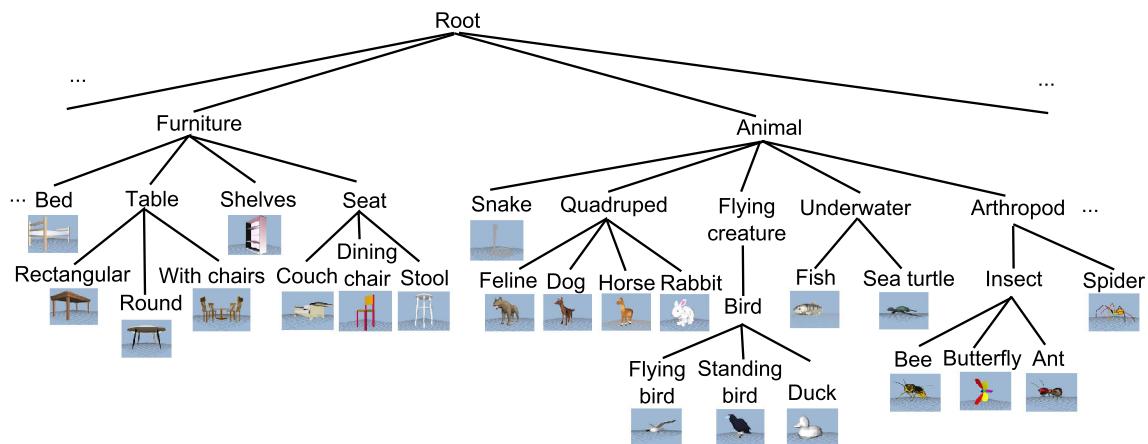 Root
...
...
Furniture
Animal
... Bed
Table
Shelves
Seat
Snake
Quadruped
Flying
creature
Underwater
Arthropod ...
Rectangular
Round
With chairs
Couch
Dining
chair
Stool
Feline
Dog
Horse
Rabbit
Bird
Fish
Sea turtle
Insect
Spider
Flying
bird
Standing
bird
Duck
Bee
Butterfly
Ant